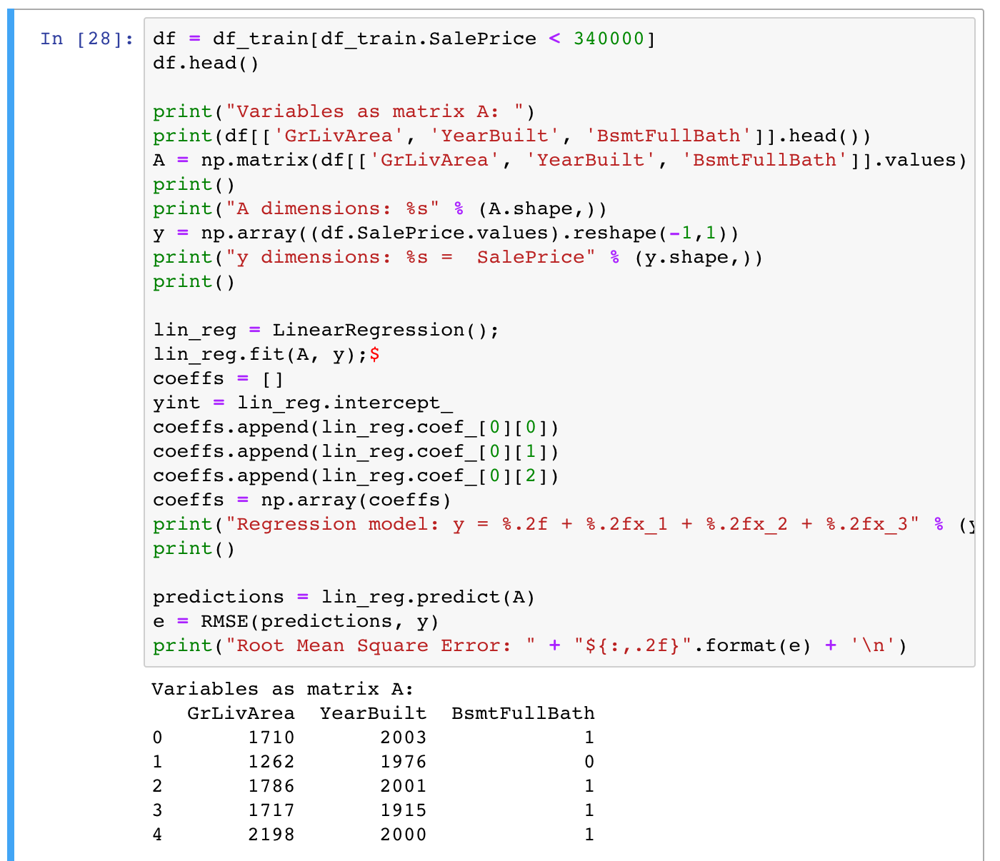 In [28]:
df = df_train[df_train.SalePrice < 340000]
df.head()
print("Variables as matrix A: ")
print(df[['GrLivArea', 'YearBuilt', 'BsmtFullBath']].head())
A = np.matrix(df[['GrLivArea', 'YearBuilt', 'BsmtFullBath']].values)
print()
print("A dimensions: %s" % (A.shape,))
y = np.array((df.SalePrice.values).reshape(-1,1))
print("y dimensions: %s =  SalePrice" % (y.shape,))
print()
lin_reg = LinearRegression();
lin_reg.fit(A, y);$
coeffs = []
yint = lin_reg.intercept_
coeffs.append(lin_reg.coef_[0][0])
coeffs.append(lin_reg.coef_[0][1])
coeffs.append(lin_reg.coef_[0][2])
coeffs = np.array(coeffs)
print("Regression model: y = %.2f + %.2fx_1 + %.2fx_2 + %.2fx_3" % (y
print()
predictions = lin_reg.predict(A)
e = RMSE(predictions, y)
print("Root Mean Square Error: " + "${:,.2f}".format(e) + '\n')
Variables as matrix A:
GrLivArea  YearBuilt  BsmtFullBath
0 1710 2003 1
1 1262 1976 0
2 1786 2001 1
3 1717 1915 1
4 2198 2000 1